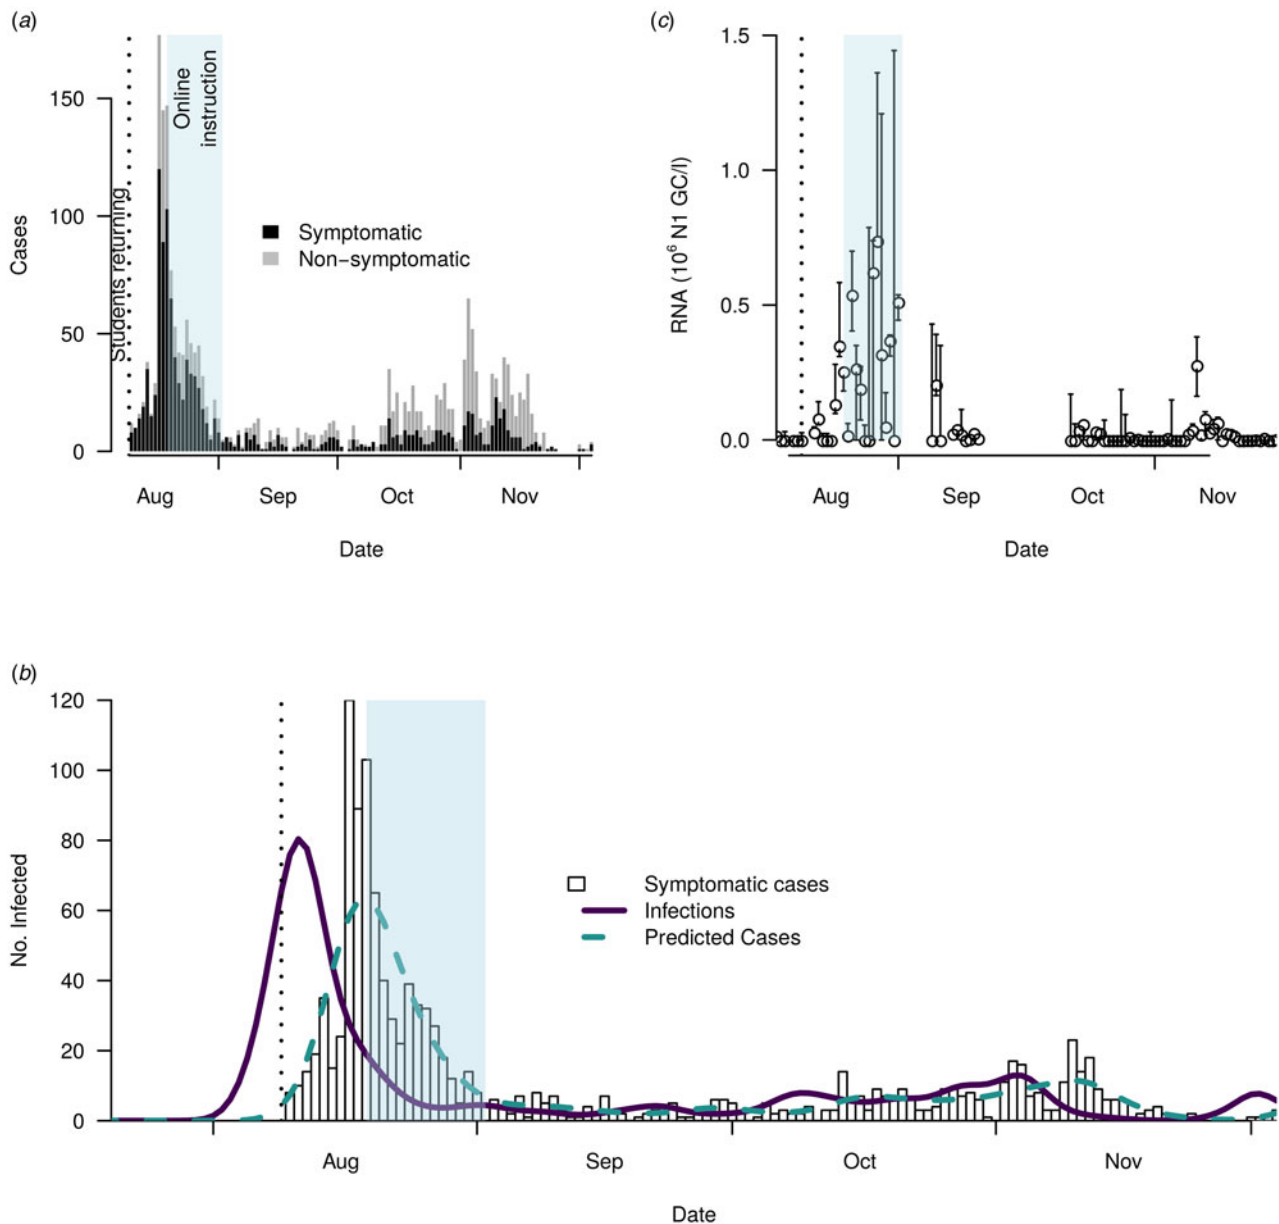 (a)
150
100
50
0
Cases
Students returning
Online
instruction
Symptomatic
Non−symptomatic
Aug
Sep
Oct
Nov
Date
(c)
1.5
1.0
0.5
0.0
RNA (10⁶ N1 GC/l)
Aug
Sep
Oct
Nov
Date
(b)
120
100
80
60
40
20
0
No. Infected
Symptomatic cases
Infections
Predicted Cases
Aug
Sep
Oct
Nov
Date